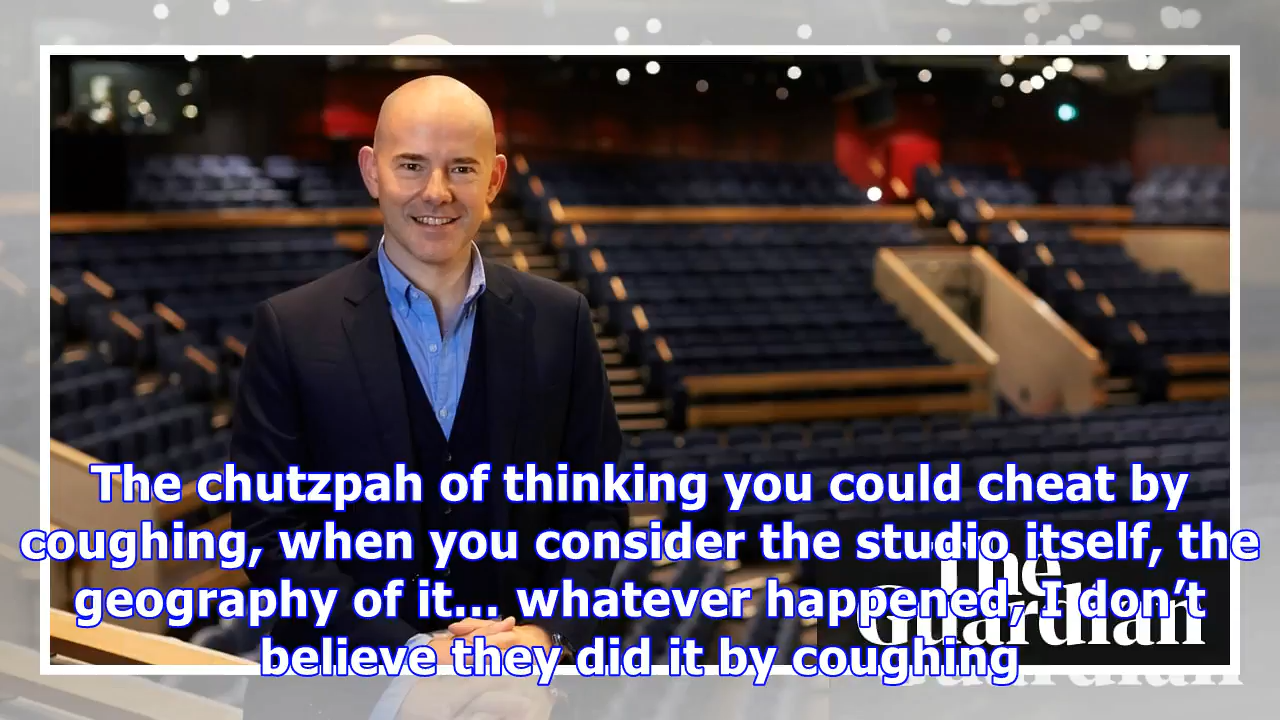 The chutzpah of thinking you could cheat by
coughing, when you consider the studio itself, the
geography of it... whatever happened, I don’t
believe they did it by coughing
The
Guardian